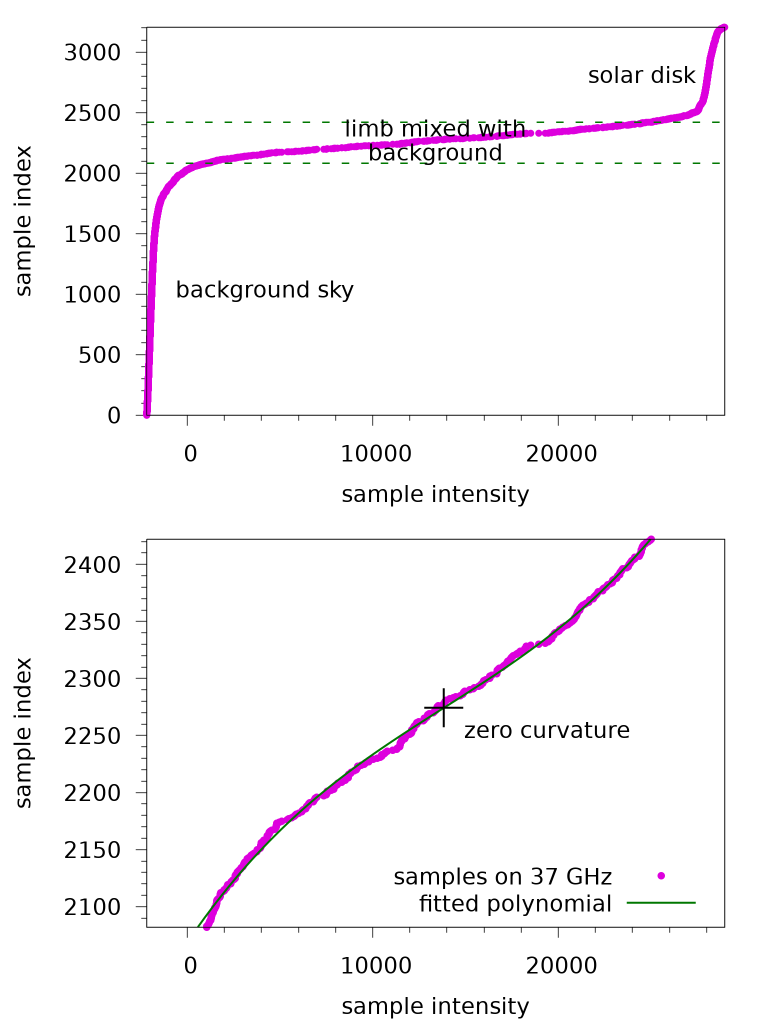 3000
solar disk
2500
limb mixed with
background
2000
1500
background sky
1000
500
0
sample index
0 10000 20000
sample intensity
2400
2350
2300
zero curvature
2250
2200
2150
samples on 37 GHz
fitted polynomial
2100
sample index
0 10000 20000
sample intensity